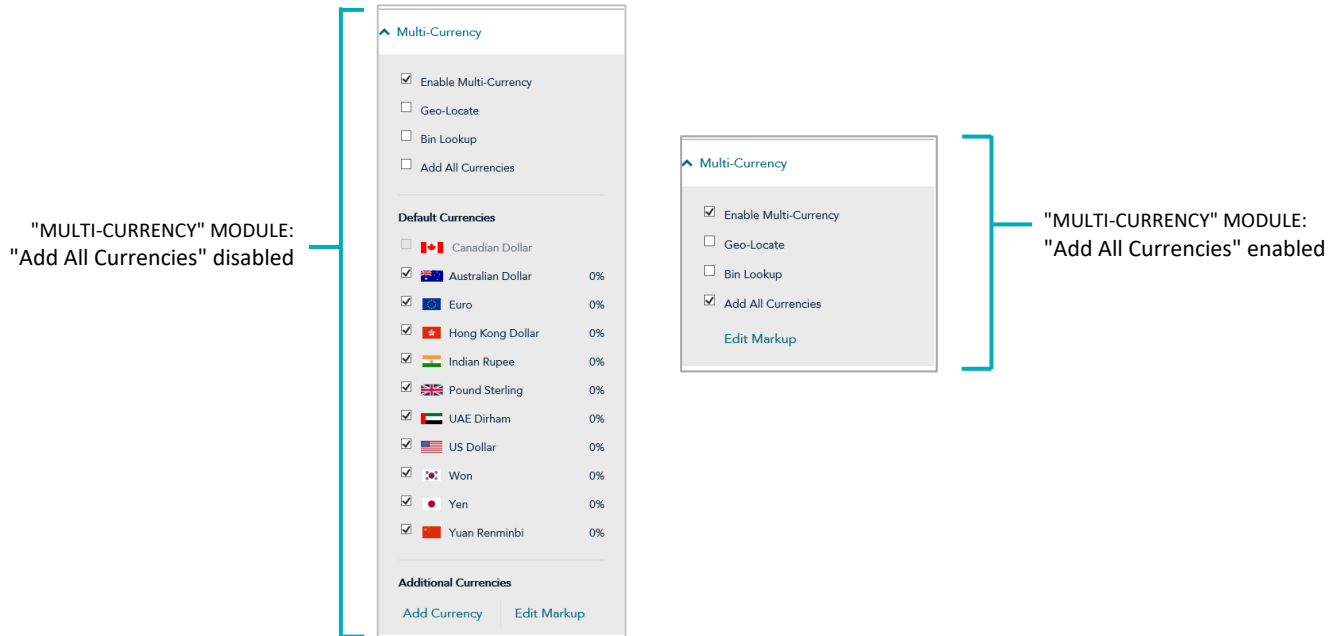 "MULTI-CURRENCY" MODULE:
"Add All Currencies" disabled
Multi-Currency
Enable Multi-Currency
Geo-Locate
Bin Lookup
Add All Currencies
Default Currencies
Canadian Dollar
Australian Dollar 0%
Euro 0%
Hong Kong Dollar 0%
Indian Rupee 0%
Pound Sterling 0%
UAE Dirham 0%
US Dollar 0%
Won 0%
Yen 0%
Yuan Renminbi 0%
Additional Currencies
Add Currency Edit Markup
Multi-Currency
Enable Multi-Currency
Geo-Locate
Bin Lookup
Add All Currencies
Edit Markup
"MULTI-CURRENCY" MODULE:
"Add All Currencies" enabled